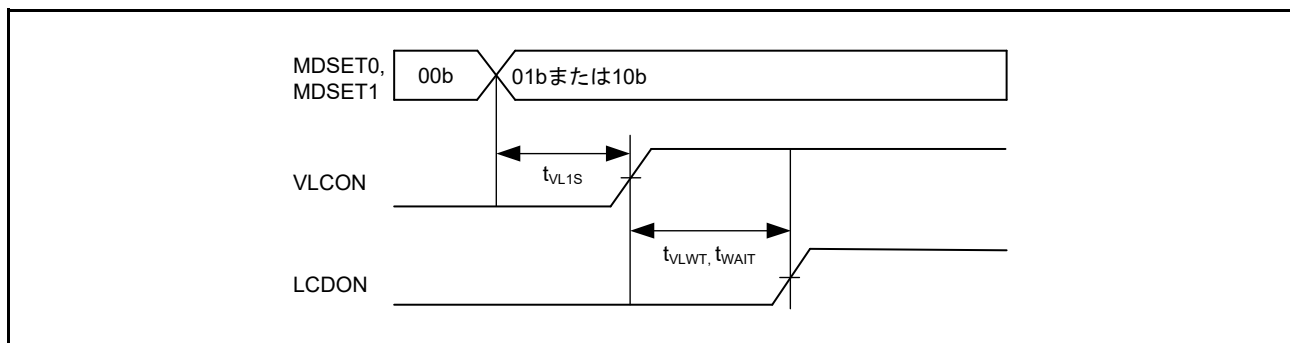 MDSET0,
MDSET1
00b
01bまたは10b
tVL1S
VLCON
tVLWT, tWAIT
LCDON